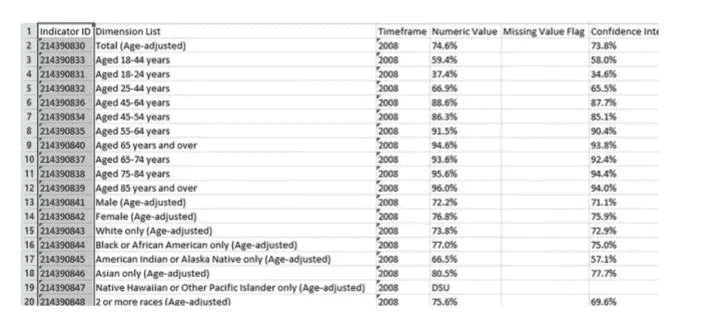 1 Indicator ID Dimension List Timeframe Numeric Value Missing Value Flag Confidence Inte
2 214390830 Total (Age-adjusted) 2008 74.6% 73.8%
3 214390833 Aged 18-44 years 2008 59.4% 58.0%
4 214390831 Aged 18-24 years 2008 37.4% 34.6%
5 214390832 Aged 25-44 years 2008 66.9% 65.5%
6 214390836 Aged 45-64 years 2008 88.6% 87.7%
7 214390834 Aged 45-54 years 2008 86.3% 85.1%
8 214390835 Aged 55-64 years 2008 91.5% 90.4%
9 214390840 Aged 65 years and over 2008 94.6% 93.8%
10 214390837 Aged 65-74 years 2008 93.6% 92.4%
11 214390838 Aged 75-84 years 2008 95.6% 94.4%
12 214390839 Aged 85 years and over 2008 96.0% 94.0%
13 214390841 Male (Age-adjusted) 2008 72.2% 71.1%
14 214390842 Female (Age-adjusted) 2008 76.8% 75.9%
15 214390843 White only (Age-adjusted) 2008 73.8% 72.9%
16 214390844 Black or African American only (Age-adjusted) 2008 77.0% 75.0%
17 214390845 American Indian or Alaska Native only (Age-adjusted) 2008 66.5% 57.1%
18 214390846 Asian only (Age-adjusted) 2008 80.5% 77.7%
19 214390847 Native Hawaiian or Other Pacific Islander only (Age-adjusted) 2008 DSU
20 214390848 2 or more races (Age-adjusted) 2008 75.6% 69.6%